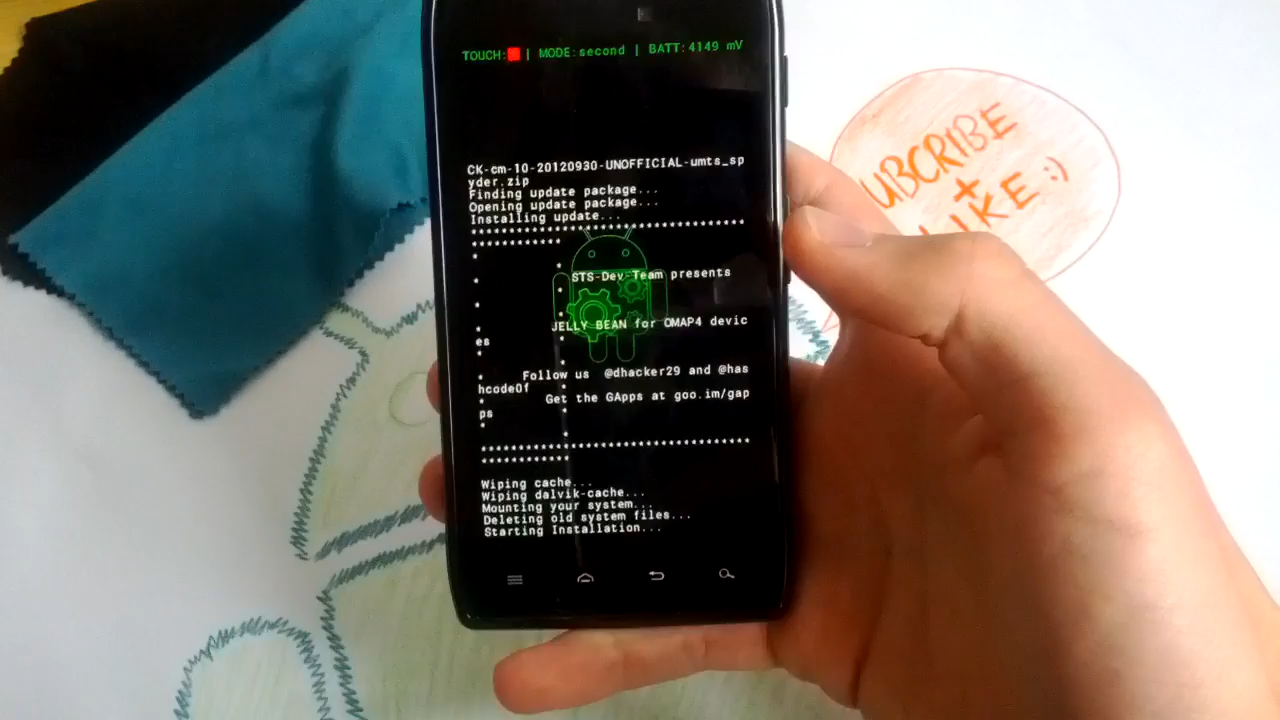 TOUCH: | MODE:second | BATT:4149 mV
CK-cm-10-20120930-UNOFFICIAL-umts_sp
yder.zip
Finding update package...
Opening update package...
Installing update...
************************************
************
*
*
* STS-Dev-Team presents
*
*
* JELLY BEAN for OMAP4 devic
es
*
*
* Follow us @dhacker29 and @has
hcode0f
* Get the GApps at goo.im/gap
ps *
*
*
************************************
************
Wiping cache...
Wiping dalvik-cache...
Mounting your system...
Deleting old system files...
Starting Installation...
UBCRIBE
+
LIKE :)